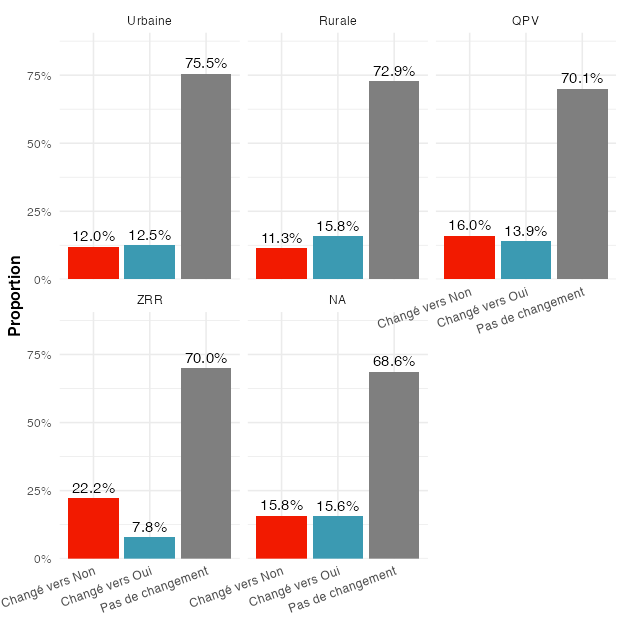 Urbaine
Rurale
QPV
75%
50%
25%
0%
12.0%
12.5%
75.5%
11.3%
15.8%
72.9%
16.0%
13.9%
70.1%
Changé vers Non
Changé vers Oui
Pas de changement
Proportion
ZRR
NA
75%
50%
25%
0%
22.2%
7.8%
70.0%
15.8%
15.6%
68.6%
Changé vers Non
Changé vers Oui
Pas de changement
Changé vers Non
Changé vers Oui
Pas de changement